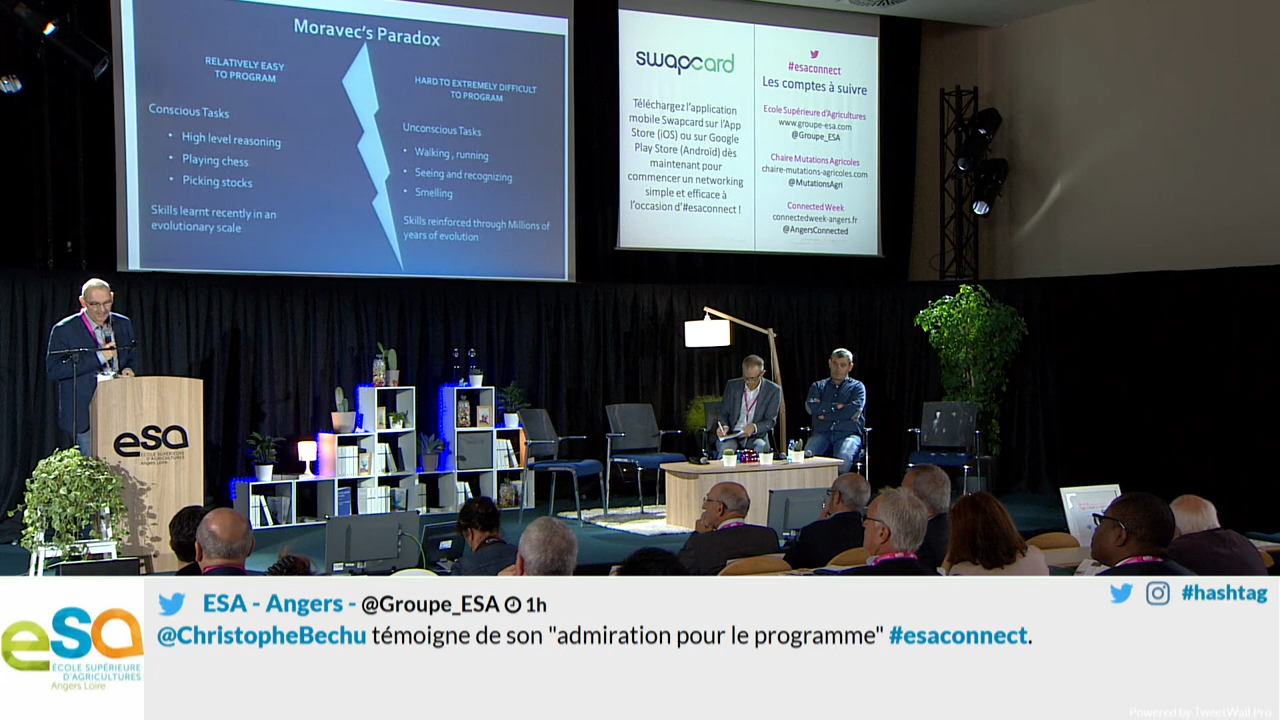 Moravec's Paradox
RELATIVELY EASY
TO PROGRAM
Conscious Tasks
• High level reasoning
• Playing chess
• Picking stocks
Skills learnt recently in an
evolutionary scale
HARD TO EXTREMELY DIFFICULT
TO PROGRAM
Unconscious Tasks
• Walking , running
• Seeing and recognizing
• Smelling
Skills reinforced through Millions of
years of evolution
swapcard
Téléchargez l'application
mobile Swapcard sur l'App
Store (iOS) ou sur Google
Play Store (Androïd) dès
maintenant pour
commencer un networking
simple et efficace à
l'occasion d'#esaconnect !
#esaconnect
Les comptes à suivre
Ecole Supérieure d'Agricultures
www.groupe-esa.com
@Groupe_ESA
Chaire Mutations Agricoles
chaire-mutations-agricoles.com
@MutationsAgri
Connected Week
connectedweek-angers.fr
@AngersConnected
esa
ÉCOLE SUPÉRIEURE
D'AGRICULTURES
Angers Loire
esa
ÉCOLE SUPÉRIEURE
D'AGRICULTURES
Angers Loire
ESA - Angers - @Groupe_ESA 1h
#hashtag
@ChristopheBechu témoigne de son "admiration pour le programme" #esaconnect.
Powered by TweetWall Pro